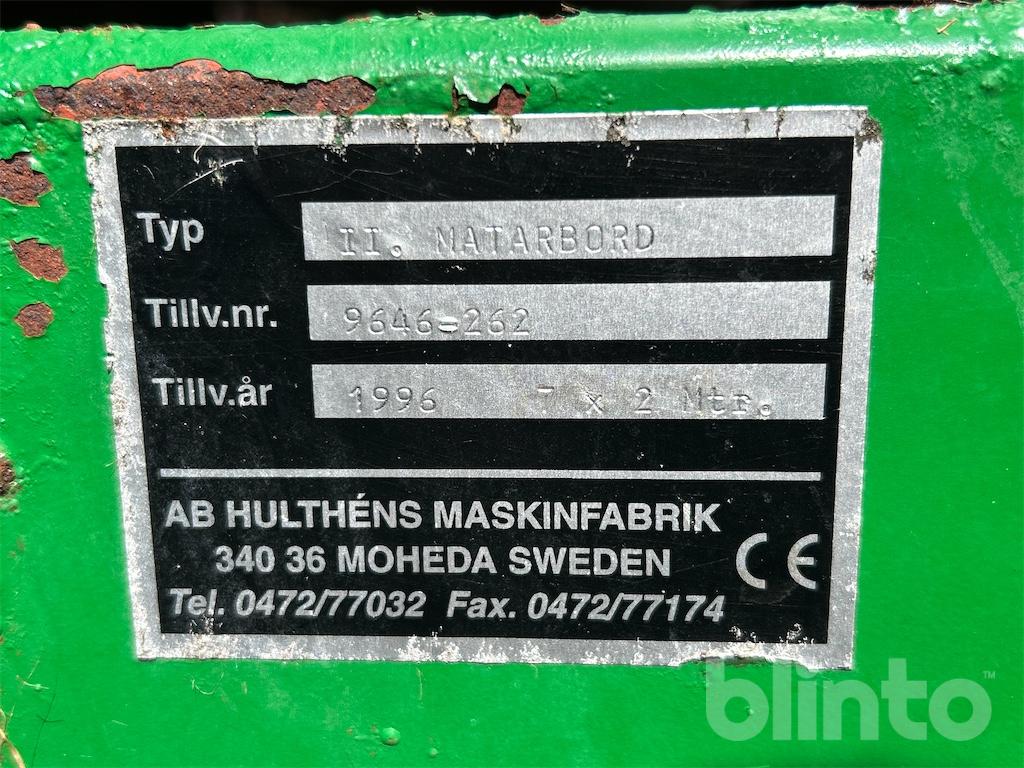 Typ II. MATARBORD
Tillv.nr. 9646-262
Tillv.år 1996 7 x 2 Mtr.
AB HULTHÉNS MASKINFABRIK
340 36 MOHEDA SWEDEN
CE
Tel. 0472/77032 Fax. 0472/77174
blinto™